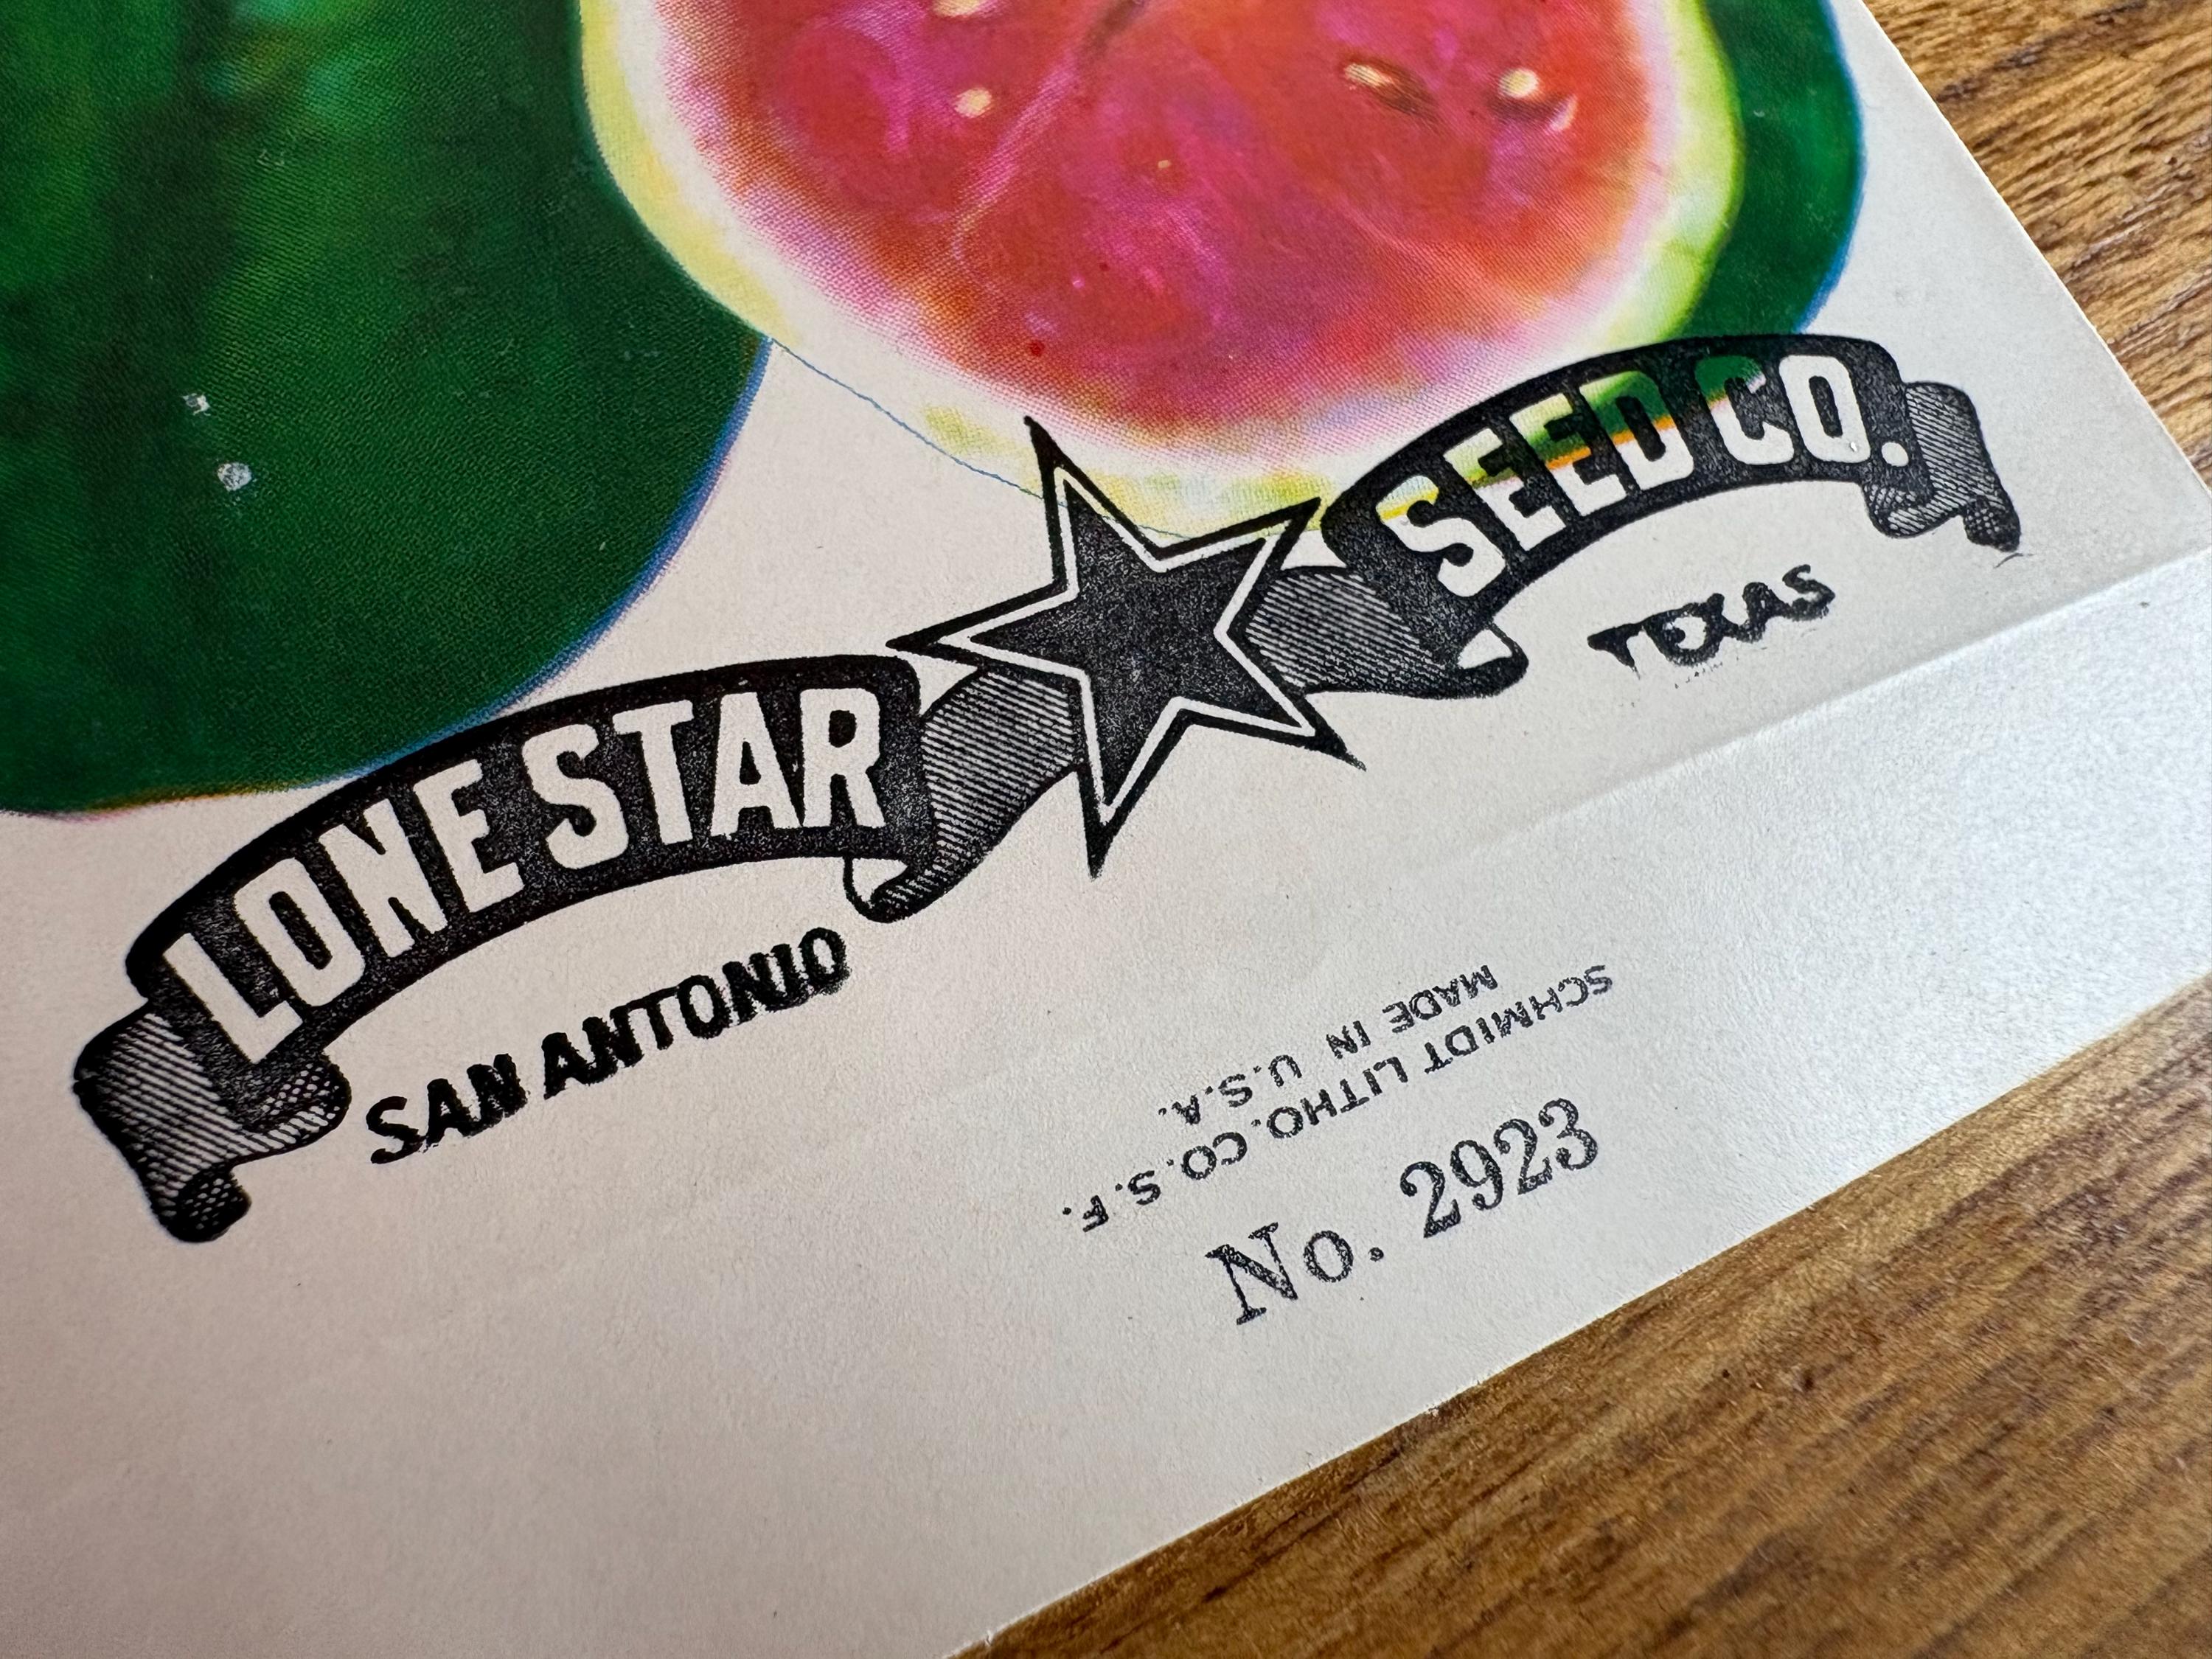 LONE STAR SEED CO.
SAN ANTONIO TEXAS
SCHMIDT LITHO. CO. S. F.
MADE IN U.S.A.
No. 2923